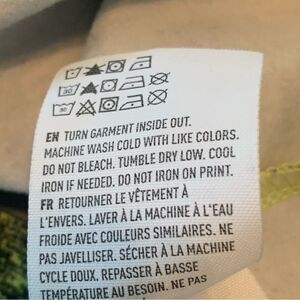 EN TURN GARMENT INSIDE OUT.
MACHINE WASH COLD WITH LIKE COLORS.
DO NOT BLEACH. TUMBLE DRY LOW. COOL
IRON IF NEEDED. DO NOT IRON ON PRINT.
FR RETOURNER LE VÊTEMENT À
L'ENVERS. LAVER À LA MACHINE À L'EAU
FROIDE AVEC COULEURS SIMILAIRES. NE
PAS JAVELLISER. SÉCHER À LA MACHINE
CYCLE DOUX. REPASSER À BASSE
TEMPÉRATURE AU BESOIN. NE PAS